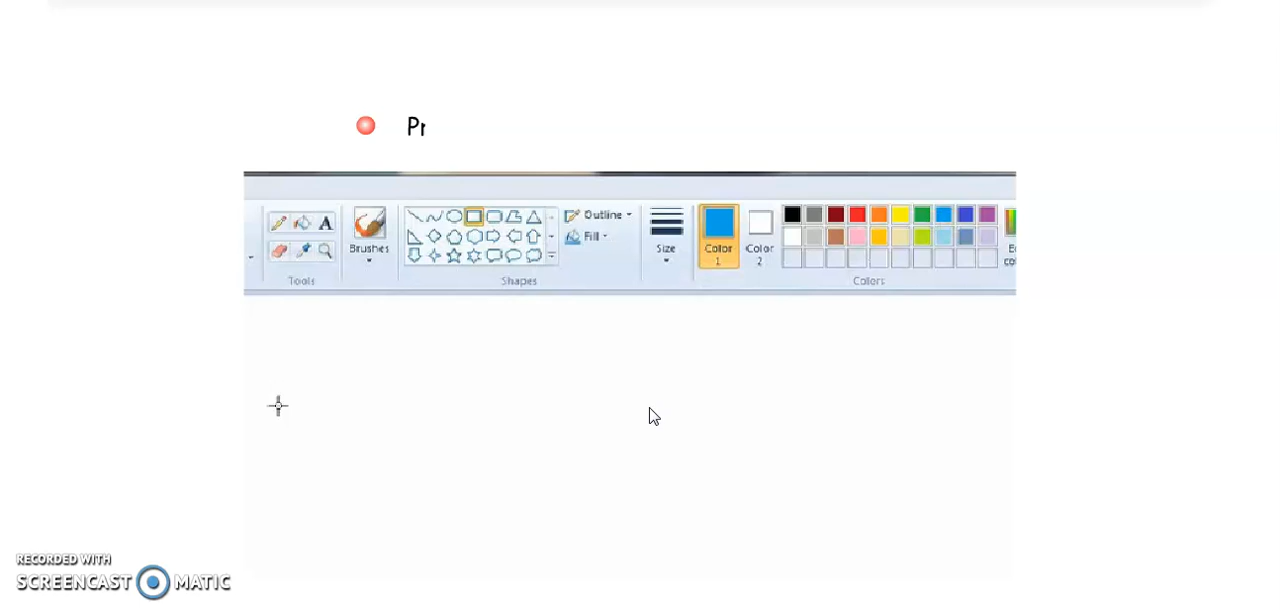 Pr
A
Outline
Fill
Brushes
Size
Color
1
Color
2
Tools
Shapes
Colors
RECORDED WITH
SCREENCAST MATIC